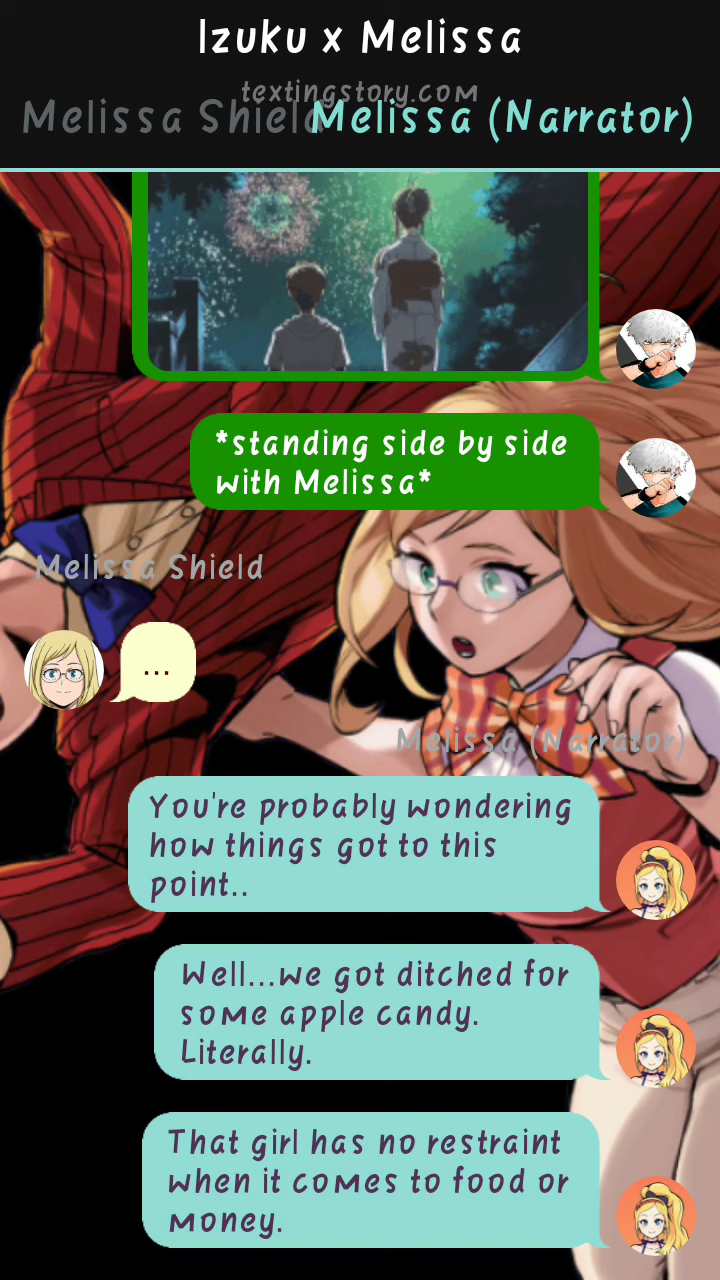 Izuku x Melissa
textingstory.com
Melissa Shield
Melissa (Narrator)
*standing side by side
with Melissa*
Melissa Shield
...
Melissa (Narrator)
You're probably wondering
how things got to this
point..
Well...we got ditched for
some apple candy.
Literally.
That girl has no restraint
when it comes to food or
money.